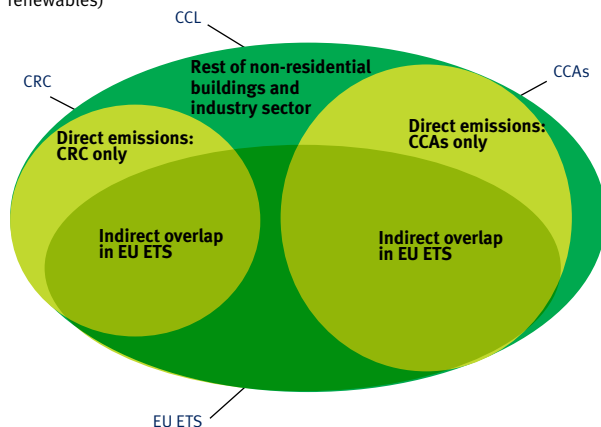 renewables)
CCL
CRC
CCAs
Rest of non-residential
buildings and
industry sector
Direct emissions:
CRC only
Direct emissions:
CCAs only
Indirect overlap
in EU ETS
Indirect overlap
in EU ETS
EU ETS